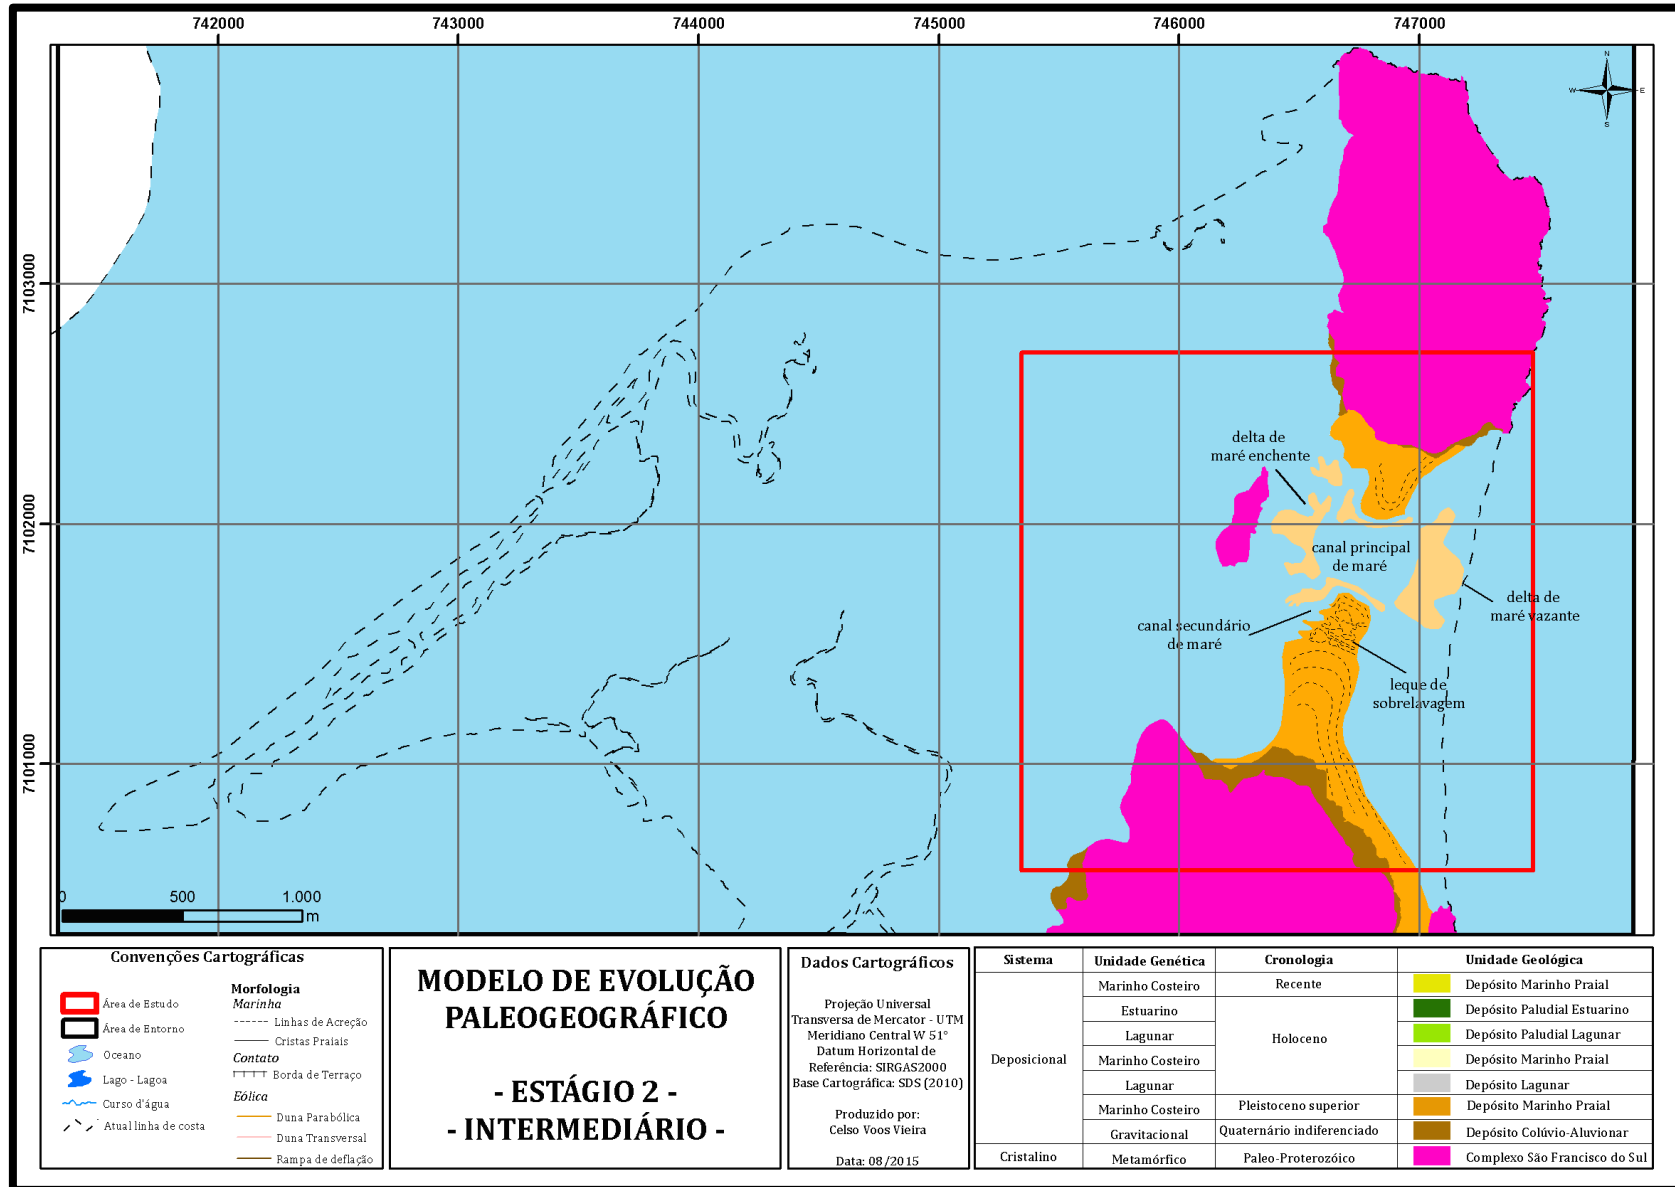 742000 743000 744000 745000 746000 747000
N
W E
S
7103000
7102000
7101000
delta de
maré enchente
canal principal
de maré
delta de
maré vazante
canal secundário
de maré
leque de
sobrelavagem
0 500 1.000
m
Convenções Cartográficas
Área de Estudo
Área de Entorno
Oceano
Lago - Lagoa
Curso d'água
Atual linha de costa
Morfologia
Marinha
Linhas de Acreção
Cristas Praiais
Contato
Borda de Terraço
Eólica
Duna Parabólica
Duna Transversal
Rampa de deflação
MODELO DE EVOLUÇÃO
PALEOGEOGRÁFICO
- ESTÁGIO 2 -
- INTERMEDIÁRIO -
Dados Cartográficos
Projeção Universal
Transversa de Mercator - UTM
Meridiano Central W 51°
Datum Horizontal de
Referência: SIRGAS2000
Base Cartográfica: SDS (2010)
Produzido por:
Celso Voos Vieira
Data: 08/2015
Sistema Unidade Genética Cronologia Unidade Geológica
Marinho Costeiro Recente Depósito Marinho Praial
Estuarino Depósito Paludial Estuarino
Lagunar Holoceno Depósito Paludial Lagunar
Deposicional Marinho Costeiro Depósito Marinho Praial
Lagunar Depósito Lagunar
Marinho Costeiro Pleistoceno superior Depósito Marinho Praial
Gravitacional Quaternário indiferenciado Depósito Colúvio-Aluvionar
Cristalino Metamórfico Paleo-Proterozóico Complexo São Francisco do Sul